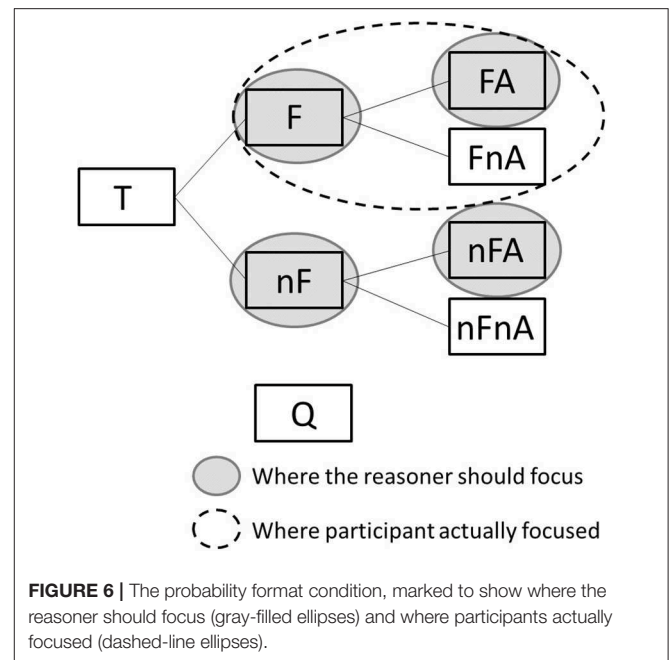 FA
F
FnA
T
nFA
nF
nFnA
Q
Where the reasoner should focus
Where participant actually focused
FIGURE 6 | The probability format condition, marked to show where the
reasoner should focus (gray-filled ellipses) and where participants actually
focused (dashed-line ellipses).